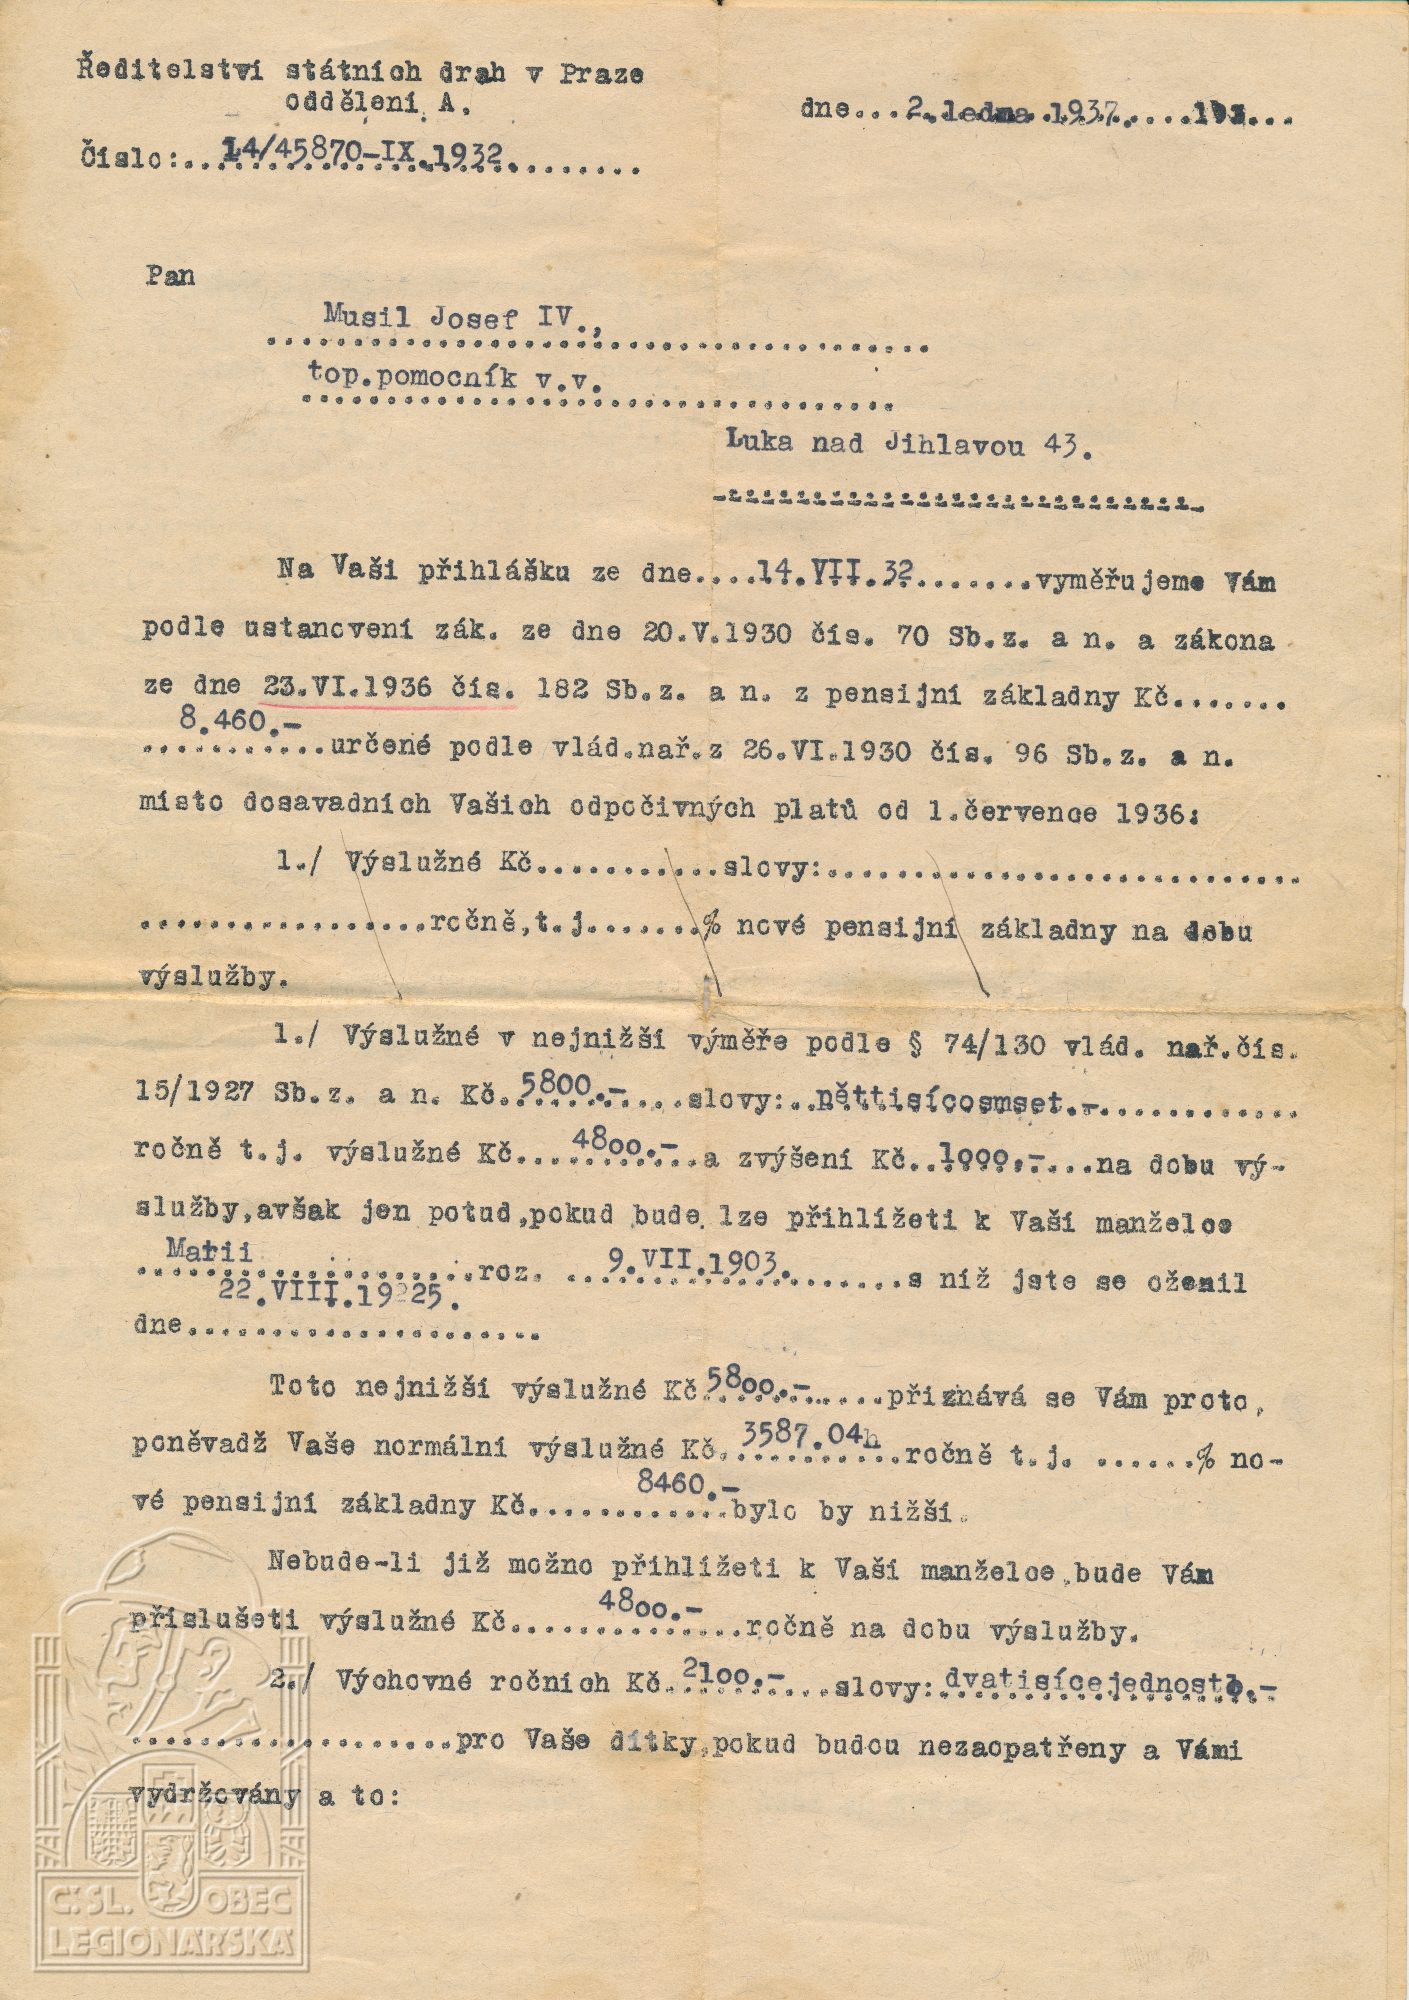 Ředitelství státních drah v Praze
oddělení A.
dne...2.ledna 1937.....193...
Číslo:...14/45870-IX.1932........
Pan
Musil Josef IV.,
top.pomocník v.v.
Luka nad Jihlavou 43.
Na Vaši přihlášku ze dne....14.VII.32.......vyměřujeme Vám
podle ustanovení zák. ze dne 20.V.1930 čís. 70 Sb.z. a n. a zákona
ze dne 23.VI.1936 čís. 182 Sb.z. a n. z pensijní základny Kč.......
8.460.-
...........určené podle vlád.nař.z 26.VI.1930 čís. 96 Sb.z. a n.
místo dosavadních Vašich odpočivných platů od 1.července 1936:
1./ Výslužné Kč...........slovy:............................
.................ročně,t.j.......% nové pensijní základny na dobu
výslužby.
1./ Výslužné v nejnižší výměře podle § 74/130 vlád. nař.čís.
15/1927 Sb.z. a n. Kč.5800.-....slovy:..pěttisícosmset.-............
ročně t.j. výslužné Kč...4800.-..a zvýšení Kč..1000.-...na dobu vý-
služby,avšak jen potud,pokud bude lze přihlížeti k Vaší manželce
Marii
....................roz. ..9.VII.1903.......s níž jste se oženil
22.VIII.1925.
dne.....................
Toto nejnižší výslužné Kč 5800.-.....přiznává se Vám proto,
poněvadž Vaše normální výslužné Kč.3587.04h.ročně t.j. ......% no-
vé pensijní základny Kč......8460.-bylo by nižší.
Nebude-li již možno přihlížeti k Vaší manželce,bude Vám
příslušeti výslužné Kč.....4800.-...ročně na dobu výslužby.
2./ Výchovné ročních Kč.2100.-...slovy:dvatisícejednosto.-
...................pro Vaše dítky,pokud budou nezaopatřeny a Vámi
vydržovány a to:
Č.SL. OBEC
LEGIONÁŘSKÁ